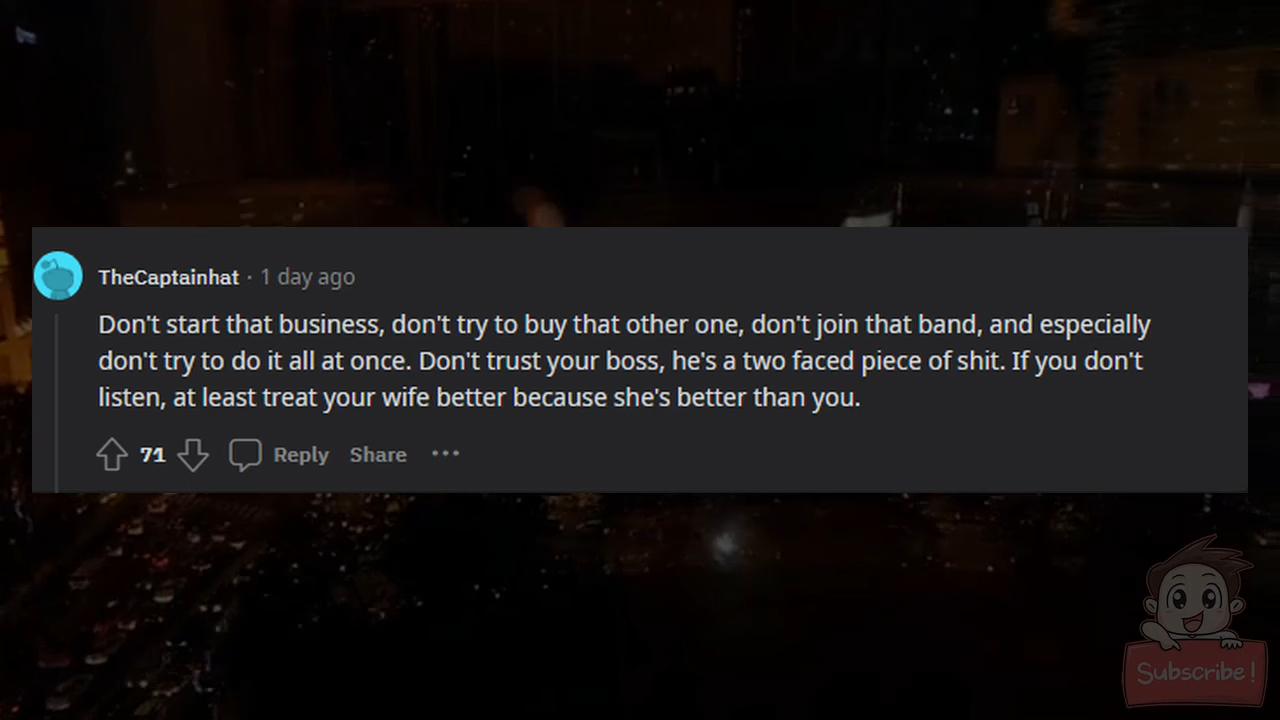 TheCaptainhat · 1 day ago
Don't start that business, don't try to buy that other one, don't join that band, and especially
don't try to do it all at once. Don't trust your boss, he's a two faced piece of shit. If you don't
listen, at least treat your wife better because she's better than you.
71 Reply Share ···
Subscribe!